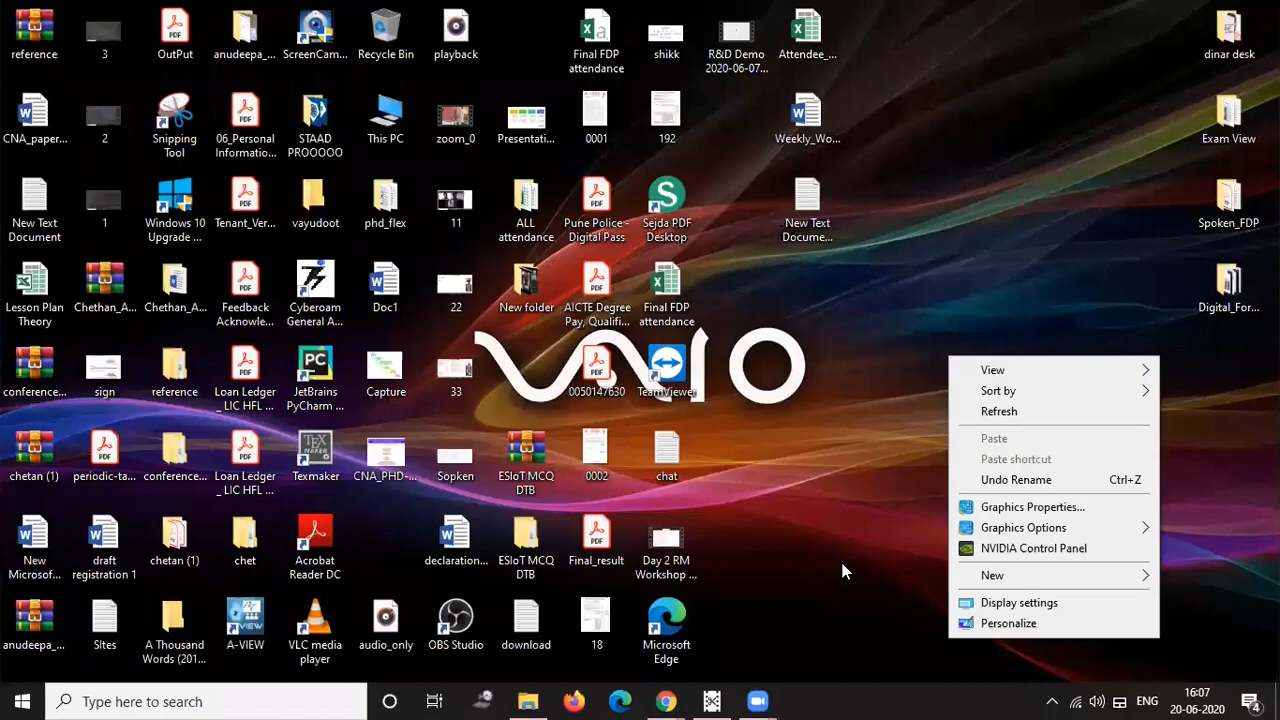 reference
3
OutPut
anudeepa_...
ScreenCam...
Recycle Bin
playback
Final FDP
attendance
shikk
R&D Demo
2020-06-07...
Attendee_...
dinar desk
CNA_paper...
2
Snipping
Tool
06_Personal
Informatio...
STAAD
PROOOOO
This PC
zoom_0
Presentati...
0001
192
Weekly_Wo...
Exam View
New Text
Document
1
Windows 10
Upgrade ...
Tenant_Ver...
vayudoot
phd_flex
11
ALL
attendance
Pune Police -
Digital Pass
Sejda PDF
Desktop
New Text
Docume...
Spoken_FDP
Lesson Plan
Theory
Chethan_A...
Chethan_A...
Feedback
Acknowle...
Cyberoam
General A...
Doc1
22
New folder
AICTE Degree
Pay, Qualifi...
Final FDP
attendance
Digital_For...
VAIO
conference...
sign
reference
Loan Ledger
_ LIC HFL ...
JetBrains
PyCharm ...
Capture
33
0050147630
TeamViewer
chetan (1)
periodic-ta...
conference...
Loan Ledger
_ LIC HFL ...
Texmaker
CNA_PHD-...
Sopken
ESIoT MCQ
DTB
0002
chat
New
Microsof...
draft
registration 1
chetan (1)
chet
Acrobat
Reader DC
declaration...
ESIoT MCQ
DTB
Final_result
Day 2 RM
Workshop ...
anudeepa_...
SItes
A Thousand
Words (201...
A-VIEW
VLC media
player
audio_only
OBS Studio
download
18
Microsoft
Edge
View
Sort by
Refresh
Paste
Paste shortcut
Undo Rename Ctrl+Z
Graphics Properties...
Graphics Options
NVIDIA Control Panel
New
Display settings
Personalize
Type here to search
ENG
16:07
20-06-2020
4